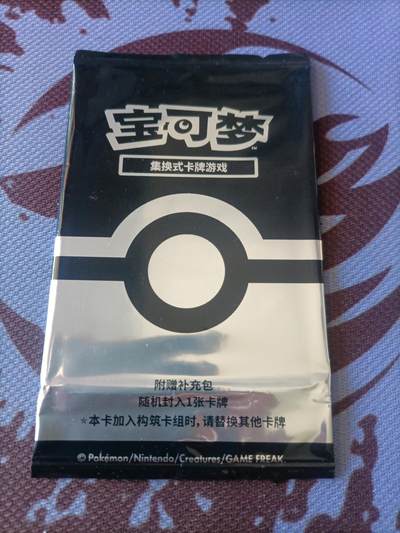 宝可梦
TM
集换式卡牌游戏
附赠补充包
随机封入1张卡牌
★本卡加入构筑卡组时,请替换其他卡牌
© Pokémon/Nintendo/Creatures/GAME FREAK.